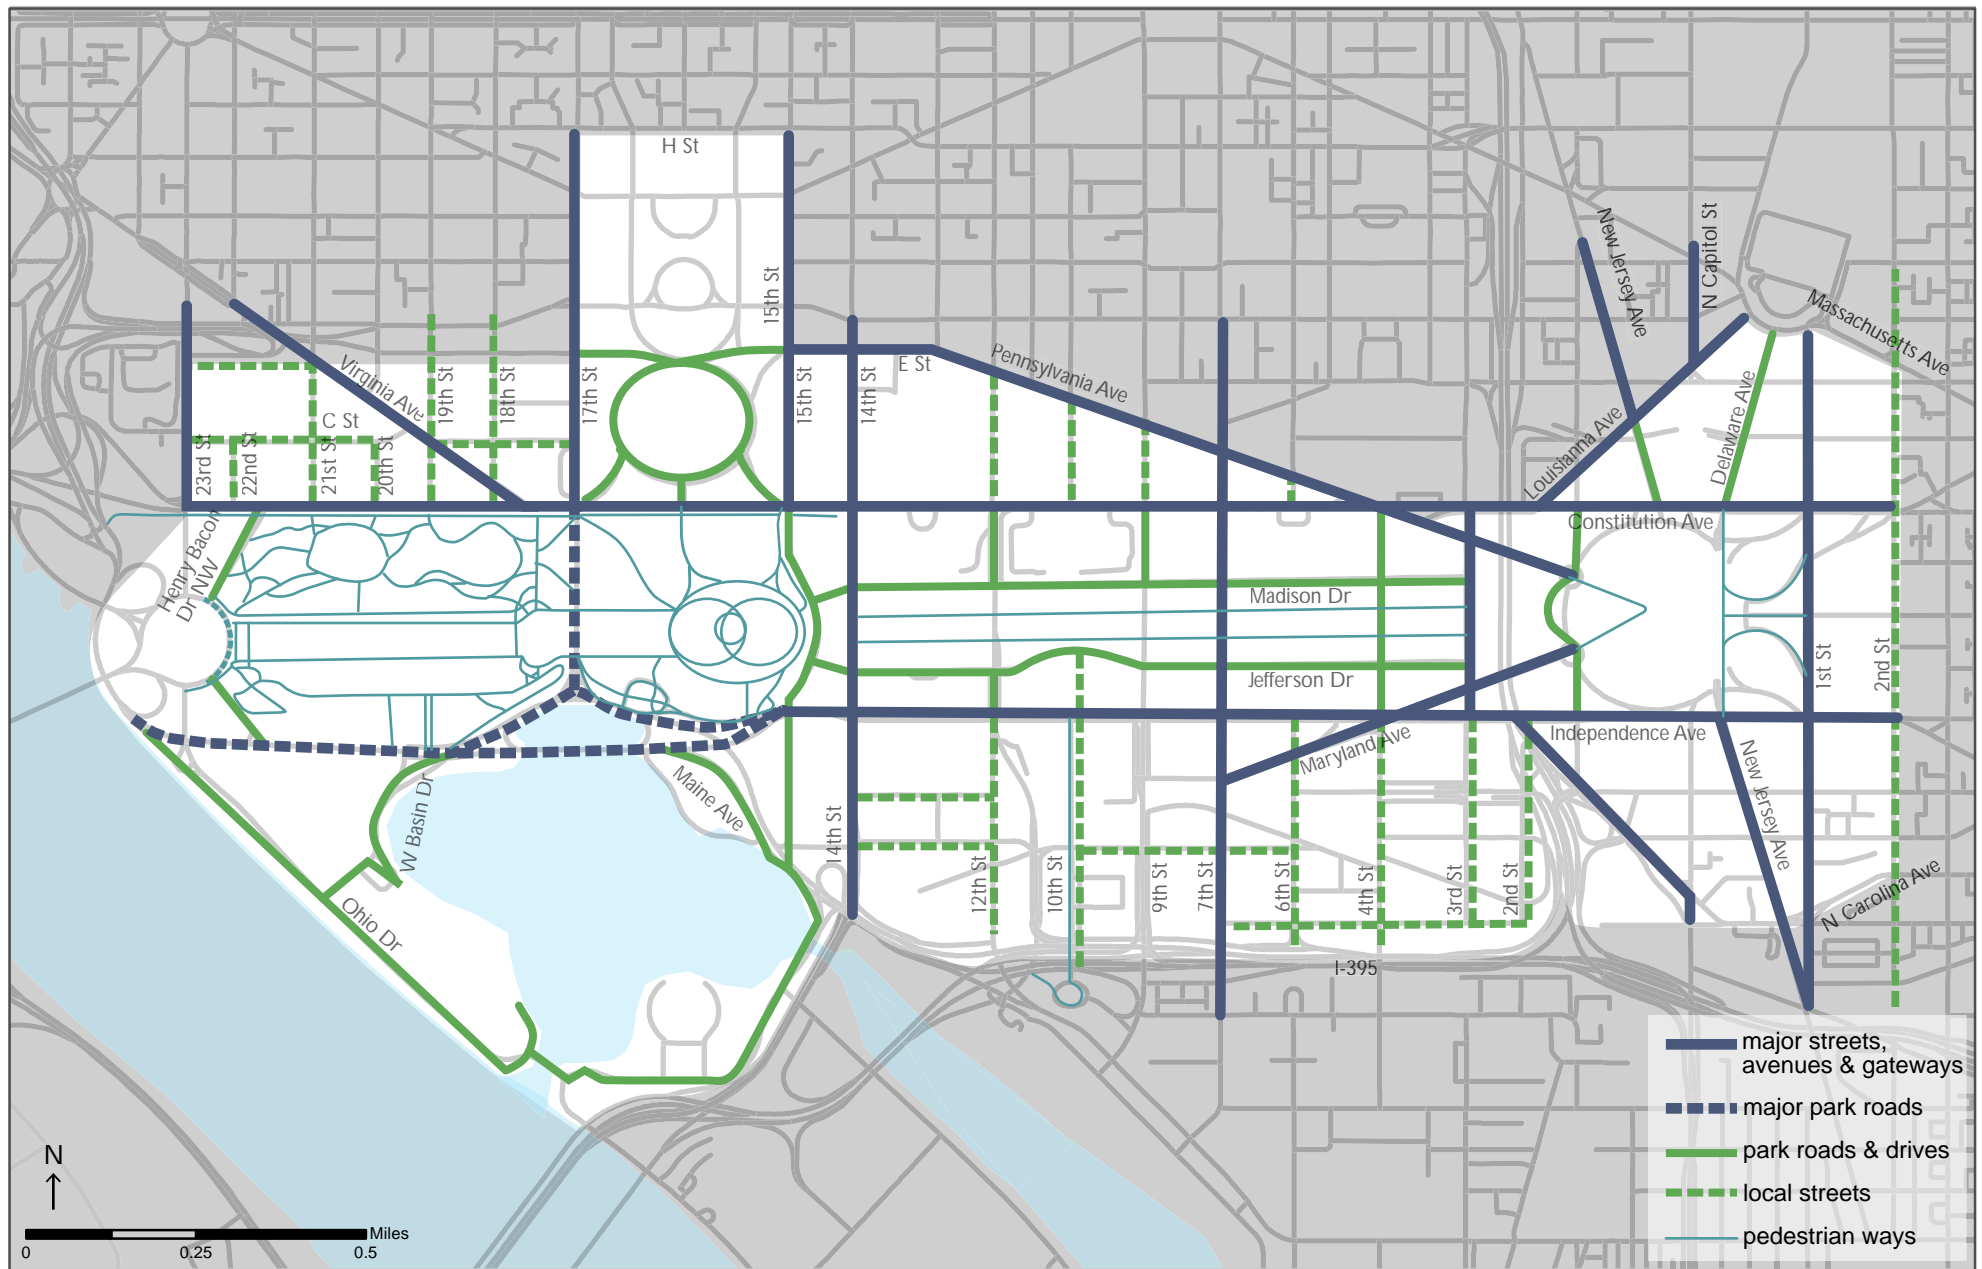 H St
15th St
New Jersey Ave
N Capitol St
Massachusetts Ave
Virginia Ave
19th St
18th St
17th St
15th St
14th St
E St
Pennsylvania Ave
Louisianna Ave
Delaware Ave
C St
23rd St
22nd St
21st St
20th St
Constitution Ave
Henry Bacon
Dr NW
Madison Dr
Jefferson Dr
1st St
2nd St
Independence Ave
Maryland Ave
New Jersey Ave
W Basin Dr
Maine Ave
14th St
12th St
10th St
9th St
7th St
6th St
4th St
3rd St
2nd St
N Carolina Ave
Ohio Dr
I-395
major streets,
avenues & gateways
major park roads
park roads & drives
local streets
pedestrian ways
N
Miles
0
0.25
0.5